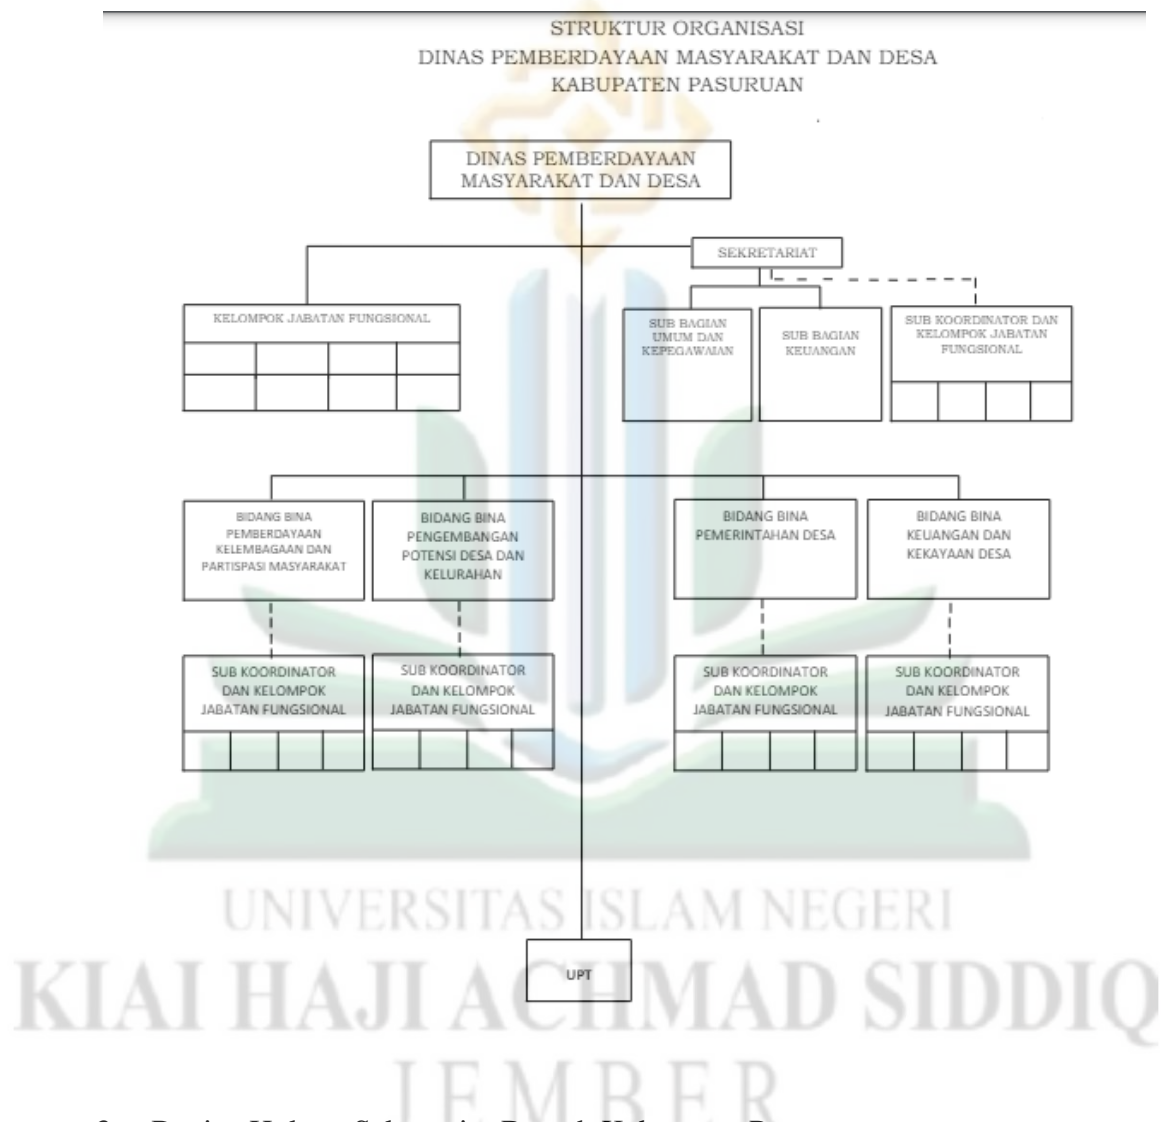 STRUKTUR ORGANISASI
DINAS PEMBERDAYAAN MASYARAKAT DAN DESA
KABUPATEN PASURUAN
DINAS PEMBERDAYAAN
MASYARAKAT DAN DESA
SEKRETARIAT
KELOMPOK JABATAN FUNGSIONAL
SUB BAGIAN
UMUM DAN
KEPEGAWAIAN
SUB BAGIAN
KEUANGAN
SUB KOORDINATOR DAN
KELOMPOK JABATAN
FUNGSIONAL
BIDANG BINA
PEMBERDAYAAN
KELEMBAGAAN DAN
PARTISPASI MASYARAKAT
BIDANG BINA
PENGEMBANGAN
POTENSI DESA DAN
KELURAHAN
BIDANG BINA
PEMERINTAHAN DESA
BIDANG BINA
KEUANGAN DAN
KEKAYAAN DESA
SUB KOORDINATOR
DAN KELOMPOK
JABATAN FUNGSIONAL
SUB KOORDINATOR
DAN KELOMPOK
JABATAN FUNGSIONAL
SUB KOORDINATOR
DAN KELOMPOK
JABATAN FUNGSIONAL
SUB KOORDINATOR
DAN KELOMPOK
JABATAN FUNGSIONAL
UNIVERSITAS ISLAM NEGERI
UPT
KIAI HAJI ACHMAD SIDDIQ
JEMBER